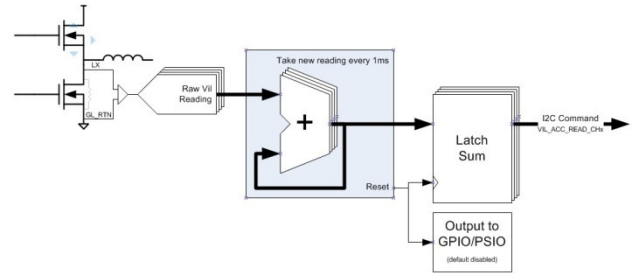 Take new reading every 1ms
LX
Raw Vil
Reading
GL_RTN
+
I2C Command
VIL_ACC_READ_CHs
Latch
Sum
Reset
Output to
GPIO/PSIO
(default disabled)